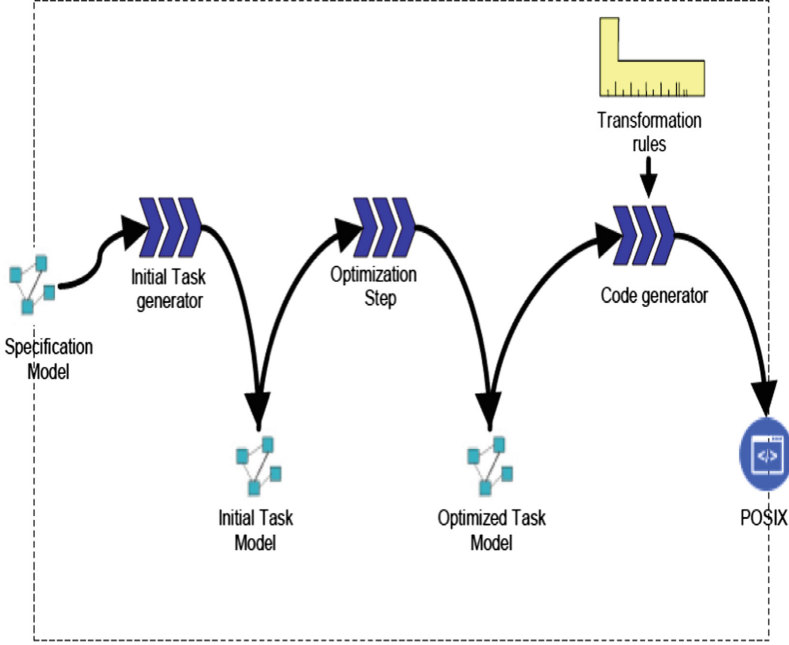 Transformation
rules
Initial Task
generator
Optimization
Step
Code generator
Specification
Model
Initial Task
Model
Optimized Task
Model
</>
POSIX